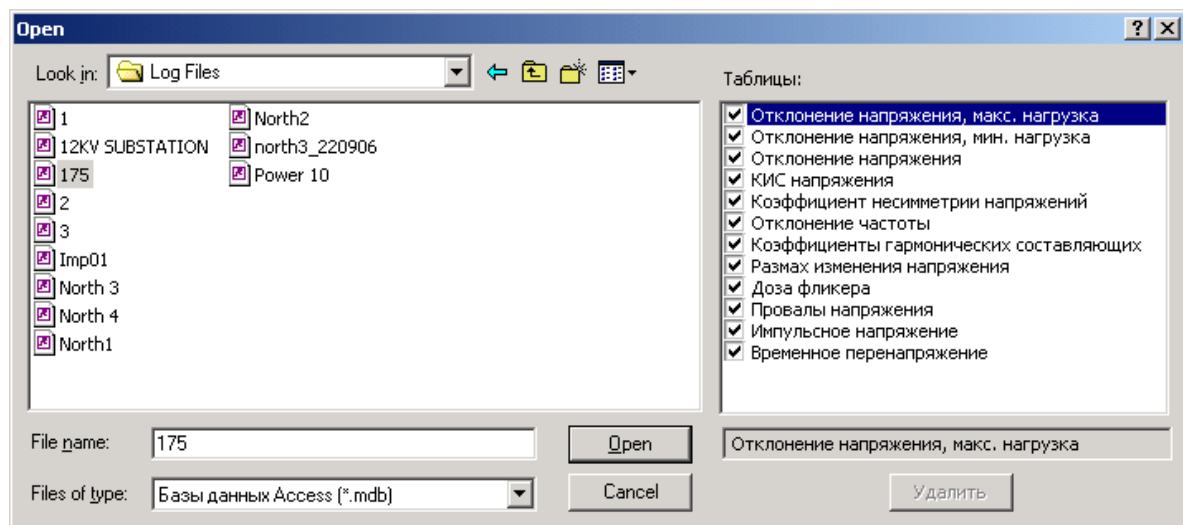 Open
Look in: Log Files
Таблицы:
1
12KV SUBSTATION
175
2
3
Imp01
North 3
North 4
North1
North2
north3_220906
Power 10
Отклонение напряжения, макс. нагрузка
Отклонение напряжения, мин. нагрузка
Отклонение напряжения
КИС напряжения
Коэффициент несимметрии напряжений
Отклонение частоты
Коэффициенты гармонических составляющих
Размах изменения напряжения
Доза фликера
Провалы напряжения
Импульсное напряжение
Временное перенапряжение
File name: 175
Open
Отклонение напряжения, макс. нагрузка
Files of type: Базы данных Access (*.mdb)
Cancel
Удалить